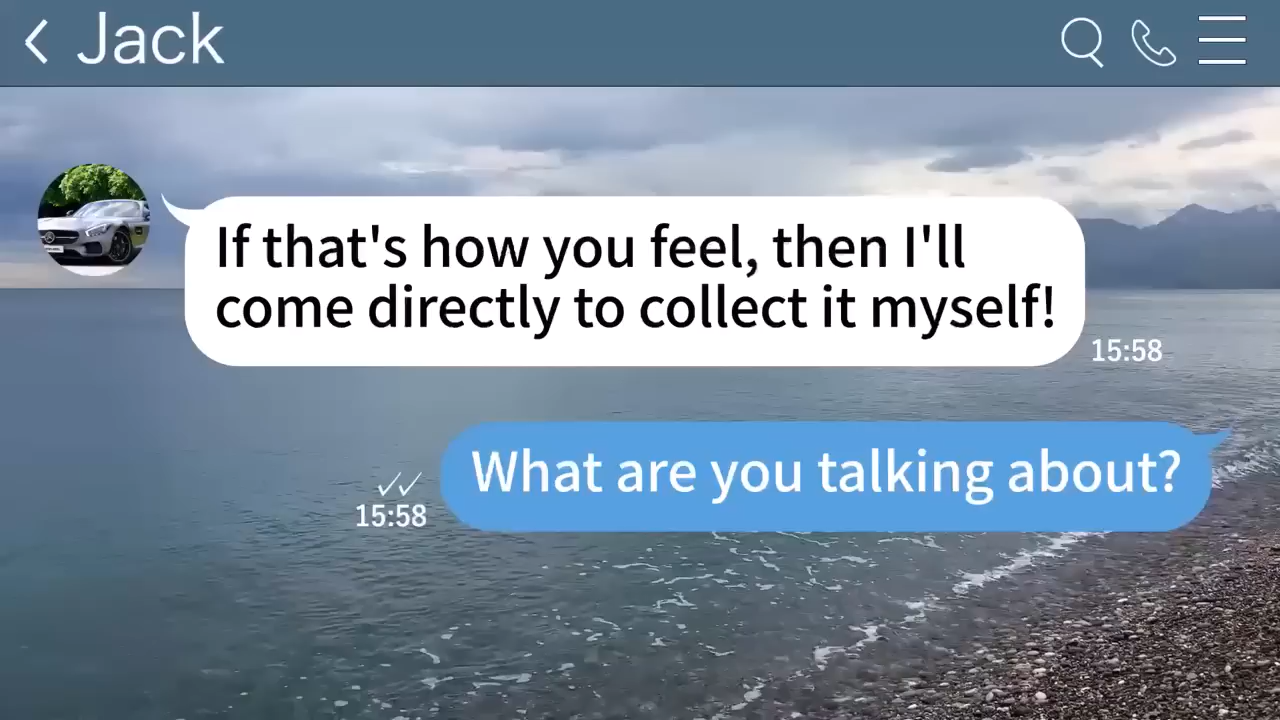 Jack
If that's how you feel, then I'll
come directly to collect it myself!
15:58
What are you talking about?
15:58